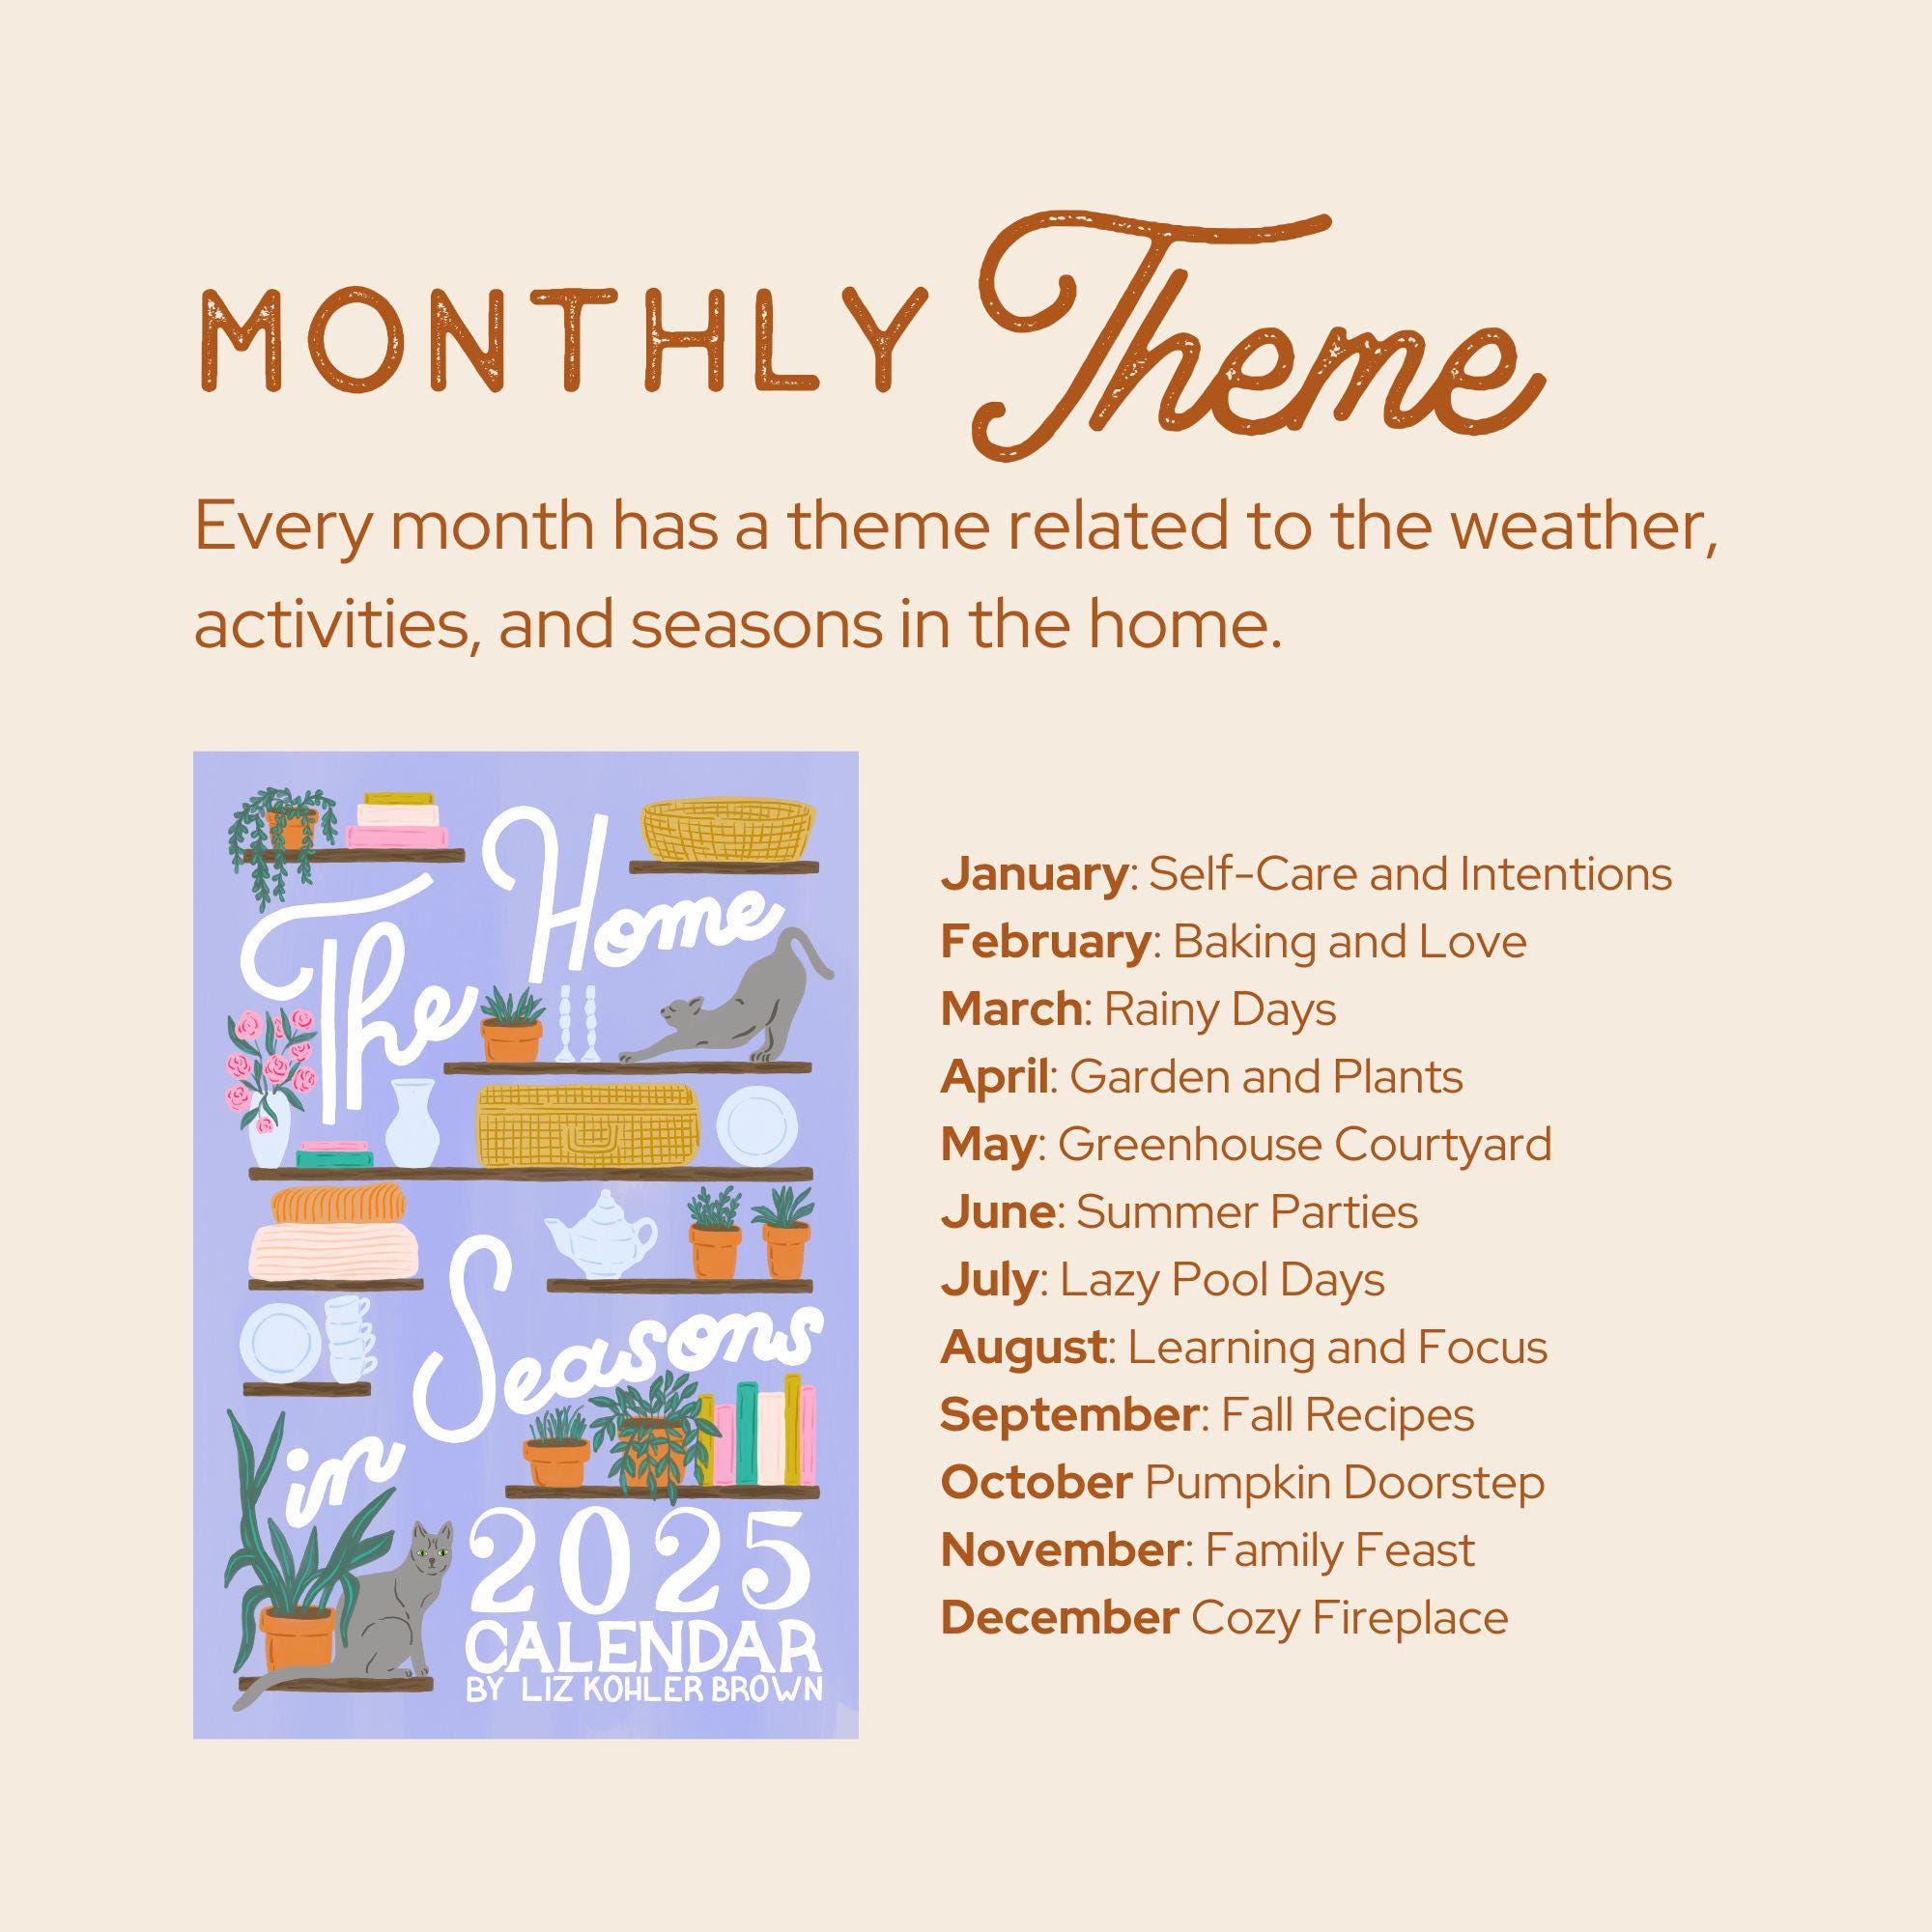 MONTHLY Theme
Every month has a theme related to the weather,
activities, and seasons in the home.
The Home
in Seasons
2025
CALENDAR
BY LIZ KOHLER BROWN
January: Self-Care and Intentions
February: Baking and Love
March: Rainy Days
April: Garden and Plants
May: Greenhouse Courtyard
June: Summer Parties
July: Lazy Pool Days
August: Learning and Focus
September: Fall Recipes
October Pumpkin Doorstep
November: Family Feast
December Cozy Fireplace